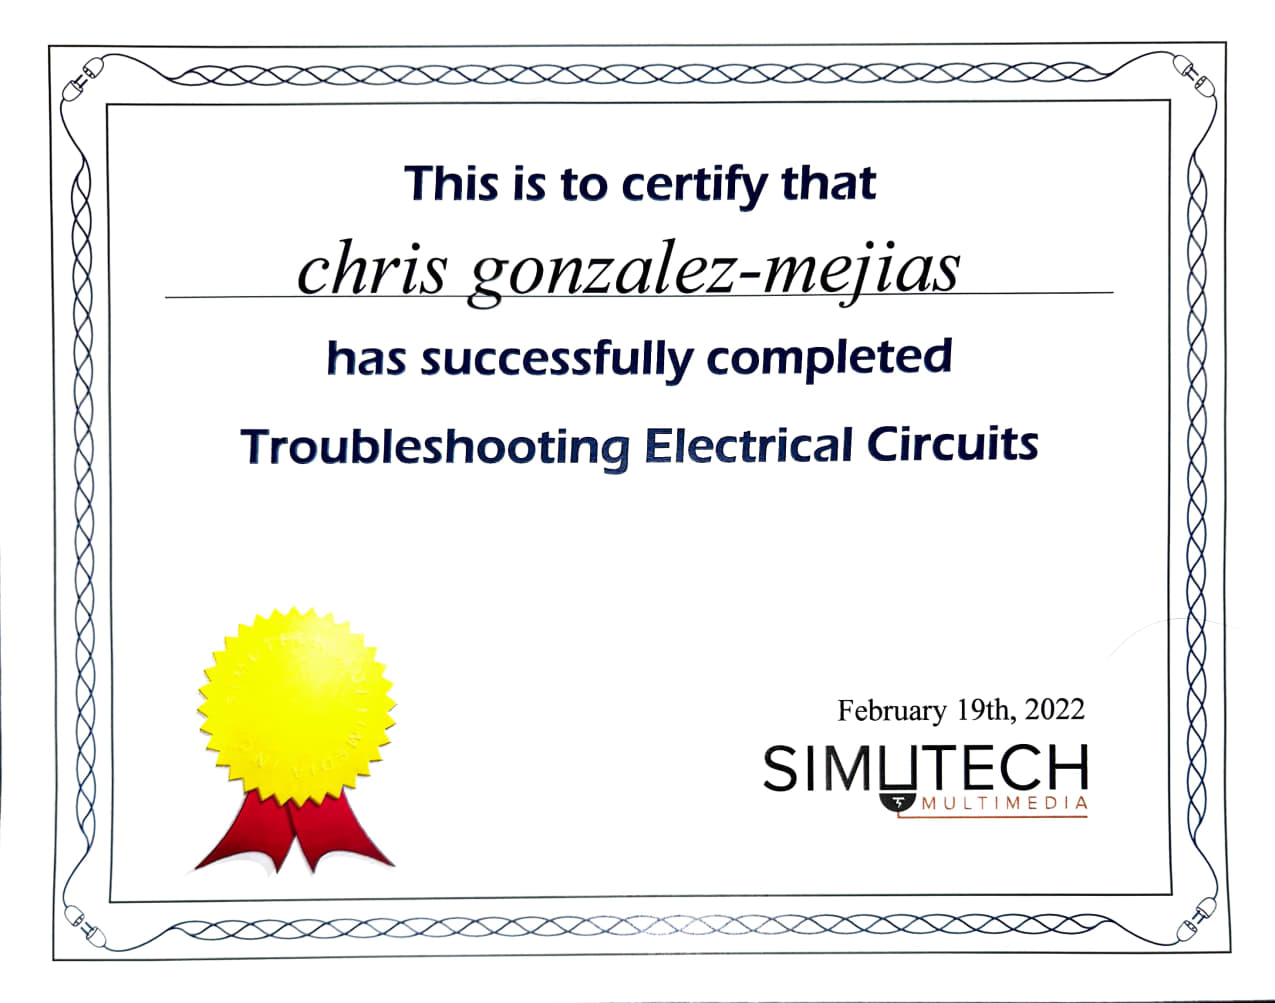 This is to certify that
chris gonzalez-mejias
has successfully completed
Troubleshooting Electrical Circuits
February 19th, 2022
SIMUTECH
MULTIMEDIA